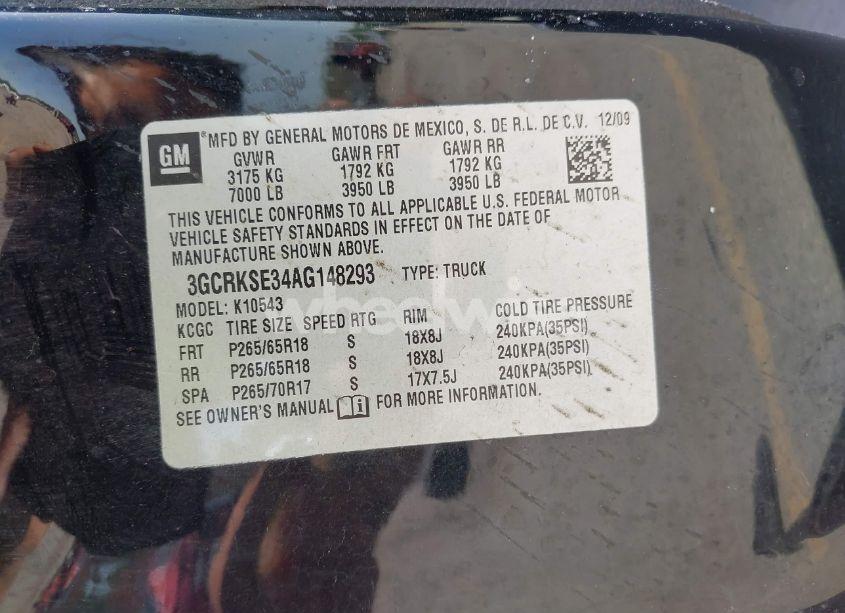 GM
®MFD BY GENERAL MOTORS DE MEXICO, S. DE R.L. DE C.V. 12/09
GVWR GAWR FRT GAWR RR
3175 KG 1792 KG 1792 KG
7000 LB 3950 LB 3950 LB
THIS VEHICLE CONFORMS TO ALL APPLICABLE U.S. FEDERAL MOTOR
VEHICLE SAFETY STANDARDS IN EFFECT ON THE DATE OF
MANUFACTURE SHOWN ABOVE.
3GCRKSE34AG148293 TYPE: TRUCK
MODEL: K10543
KCGC TIRE SIZE SPEED RTG RIM COLD TIRE PRESSURE
FRT P265/65R18 S 18X8J 240KPA(35PSI)
RR P265/65R18 S 18X8J 240KPA(35PSI)
SPA P265/70R17 S 17X7.5J 240KPA(35PSI)
SEE OWNER'S MANUAL FOR MORE INFORMATION.